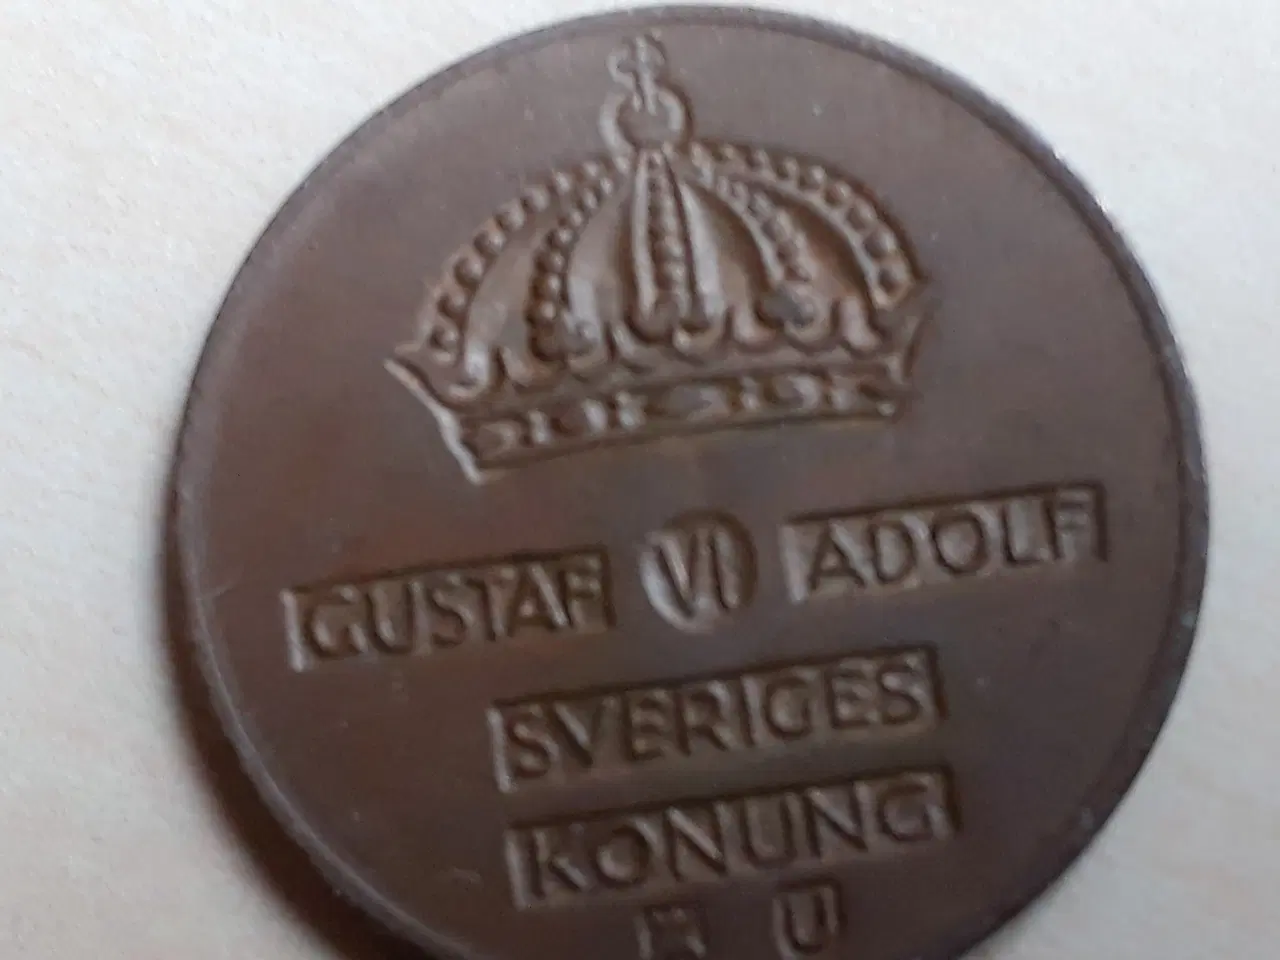 GUSTAF VI ADOLF
SVERIGES
KONUNG
U